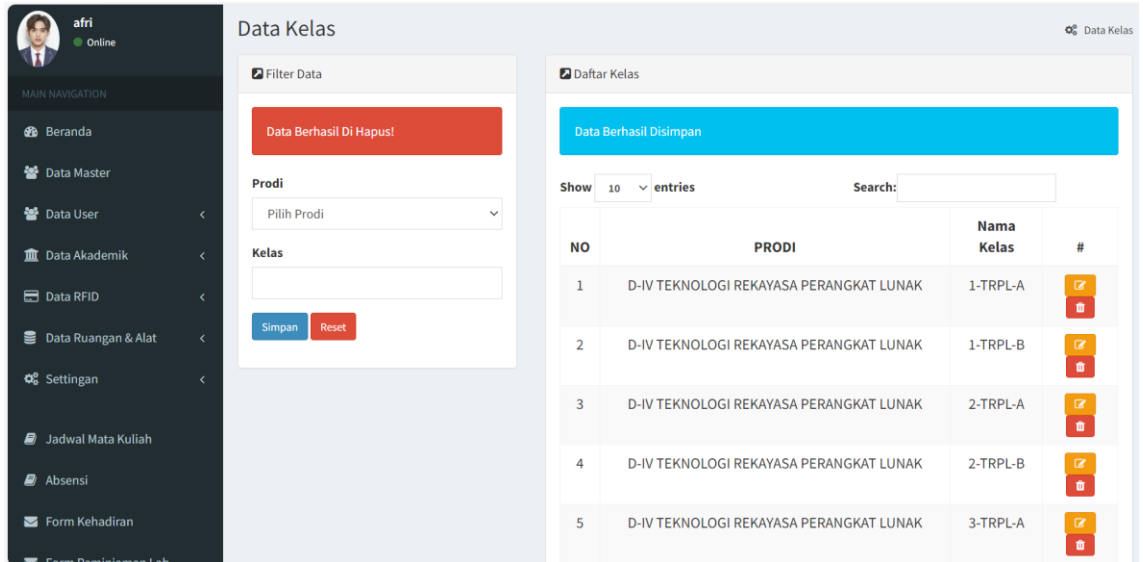 afri
Online
MAIN NAVIGATION
Beranda
Data Master
Data User
Data Akademik
Data RFID
Data Ruangan & Alat
Settingan
Jadwal Mata Kuliah
Absensi
Form Kehadiran
Data Kelas
Data Kelas
Filter Data
Data Berhasil Di Hapus!
Prodi
Pilih Prodi
Kelas
Simpan Reset
Daftar Kelas
Data Berhasil Disimpan
Show 10 entries Search:
NO PRODI Nama Kelas #
1 D-IV TEKNOLOGI REKAYASA PERANGKAT LUNAK 1-TRPL-A
2 D-IV TEKNOLOGI REKAYASA PERANGKAT LUNAK 1-TRPL-B
3 D-IV TEKNOLOGI REKAYASA PERANGKAT LUNAK 2-TRPL-A
4 D-IV TEKNOLOGI REKAYASA PERANGKAT LUNAK 2-TRPL-B
5 D-IV TEKNOLOGI REKAYASA PERANGKAT LUNAK 3-TRPL-A